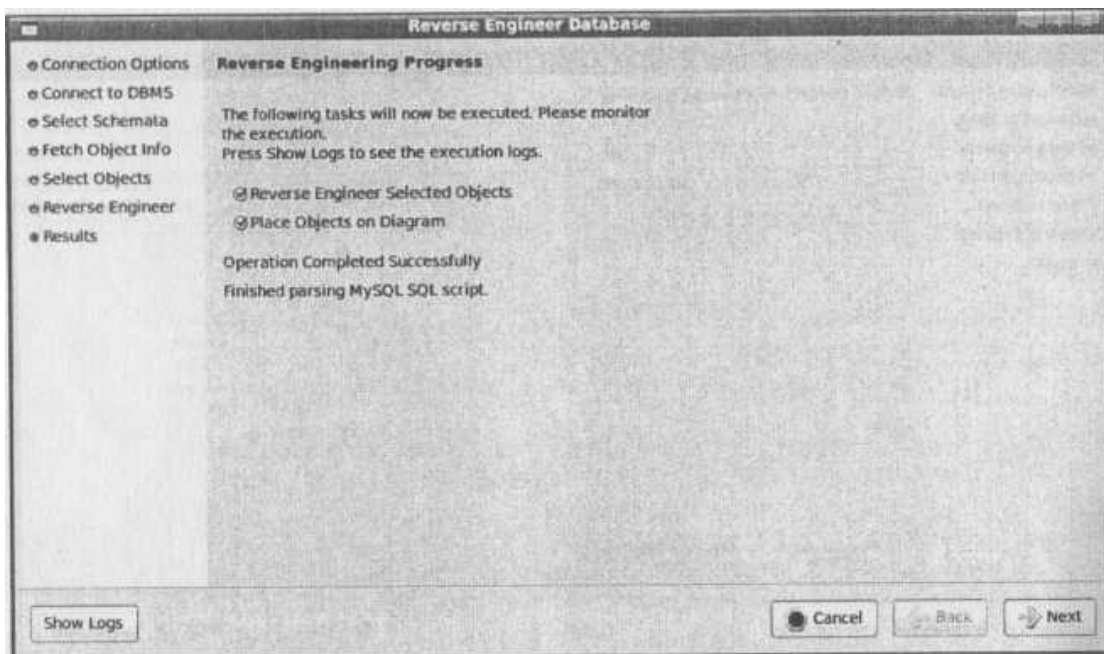 Reverse Engineer Database
Connection Options
Connect to DBMS
Select Schemata
Fetch Object Info
Select Objects
Reverse Engineer
Results
Reverse Engineering Progress
The following tasks will now be executed. Please monitor
the execution.
Press Show Logs to see the execution logs.
Reverse Engineer Selected Objects
Place Objects on Diagram
Operation Completed Successfully
Finished parsing MySQL SQL script.
Show Logs
Cancel
Back
Next